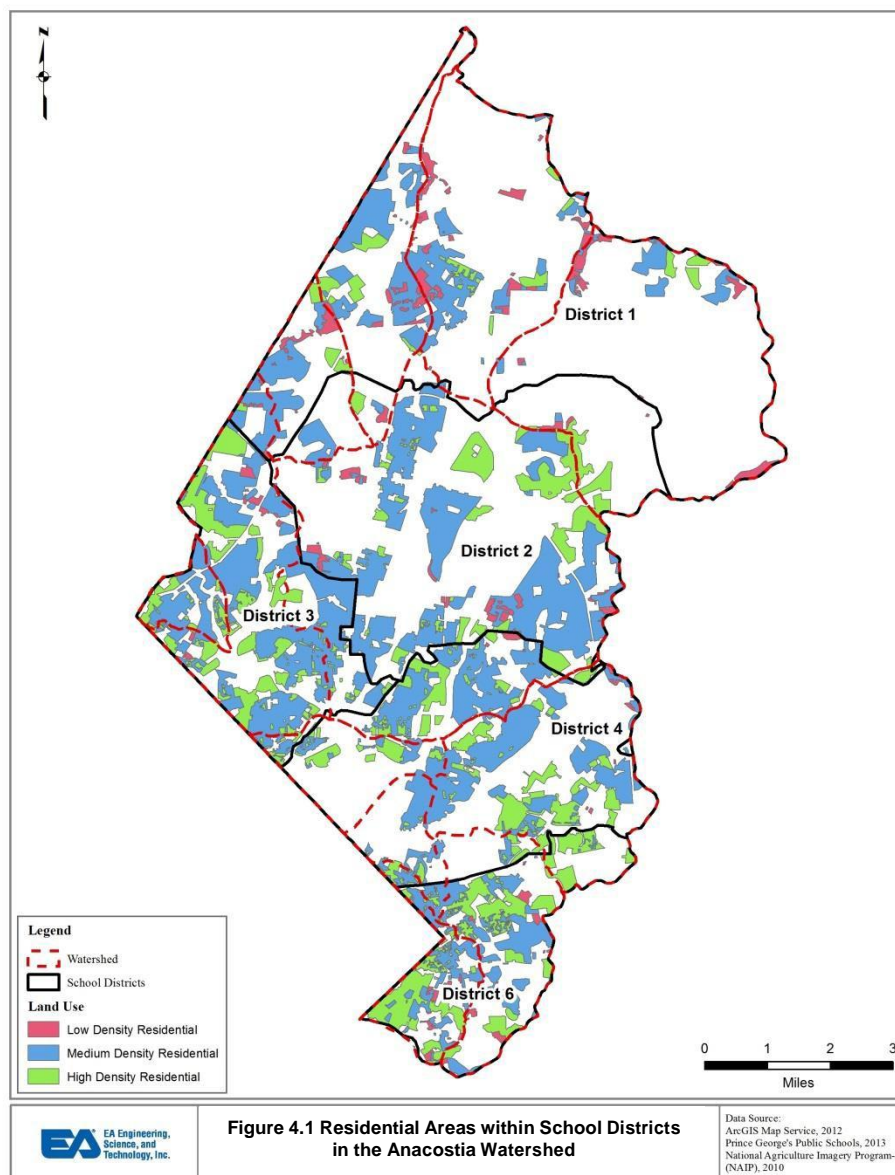 N
District 1
District 2
District 3
District 4
District 6
Legend
Watershed
School Districts
Land Use
Low Density Residential
Medium Density Residential
High Density Residential
0 1 2 3
Miles
EA
EA Engineering,
Science, and
Technology, Inc.
Figure 4.1 Residential Areas within School Districts
in the Anacostia Watershed
Data Source:
ArcGIS Map Service, 2012
Prince George's Public Schools, 2013
National Agriculture Imagery Program-
(NAIP), 2010